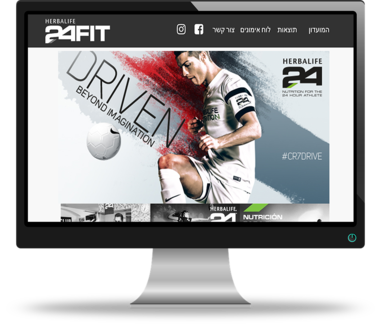 HERBALIFE
24FIT
המועדון תוצאות לוח אימונים צור קשר
DRIVEN
BEYOND IMAGINATION
HERBALIFE
24
NUTRITION FOR THE
24-HOUR ATHLETE
#CR7DRIVE
HERBALIFE
24
NUTRICIÓN